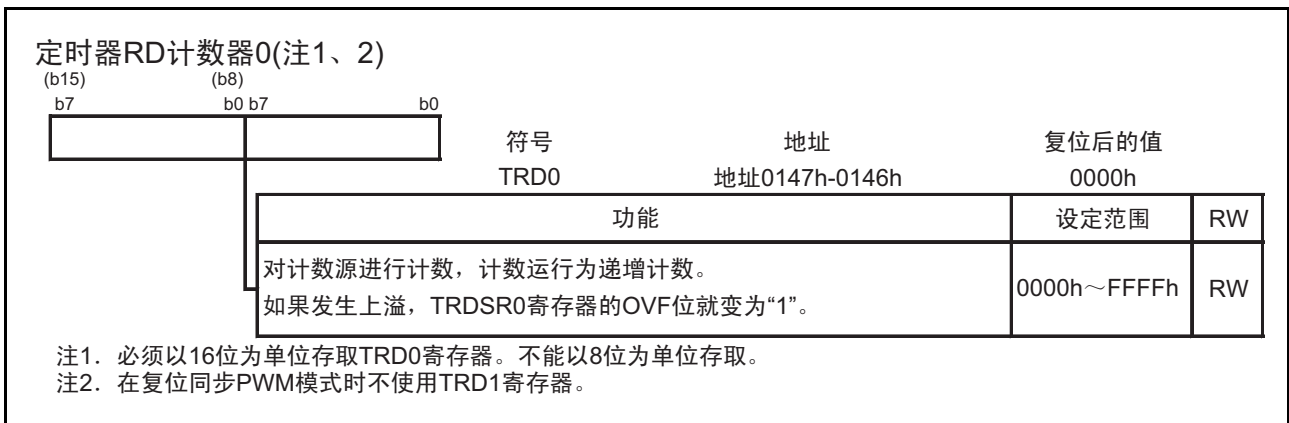 定时器RD计数器0(注1、2)
(b15) (b8)
b7 b0 b7 b0
符号 地址 复位后的值
TRD0 地址0147h-0146h 0000h
功能 设定范围 RW
对计数源进行计数，计数运行为递增计数。
如果发生上溢，TRDSR0寄存器的OVF位就变为“1”。
0000h～FFFFh RW
注1. 必须以16位为单位存取TRD0寄存器。不能以8位为单位存取。
注2. 在复位同步PWM模式时不使用TRD1寄存器。